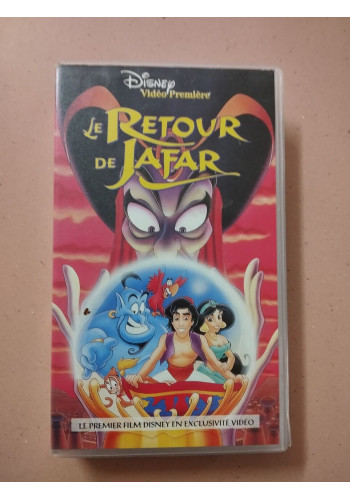 Disney
Vidéo Première
LE RETOUR
DE JAFAR
LE PREMIER FILM DISNEY EN EXCLUSIVITÉ VIDÉO